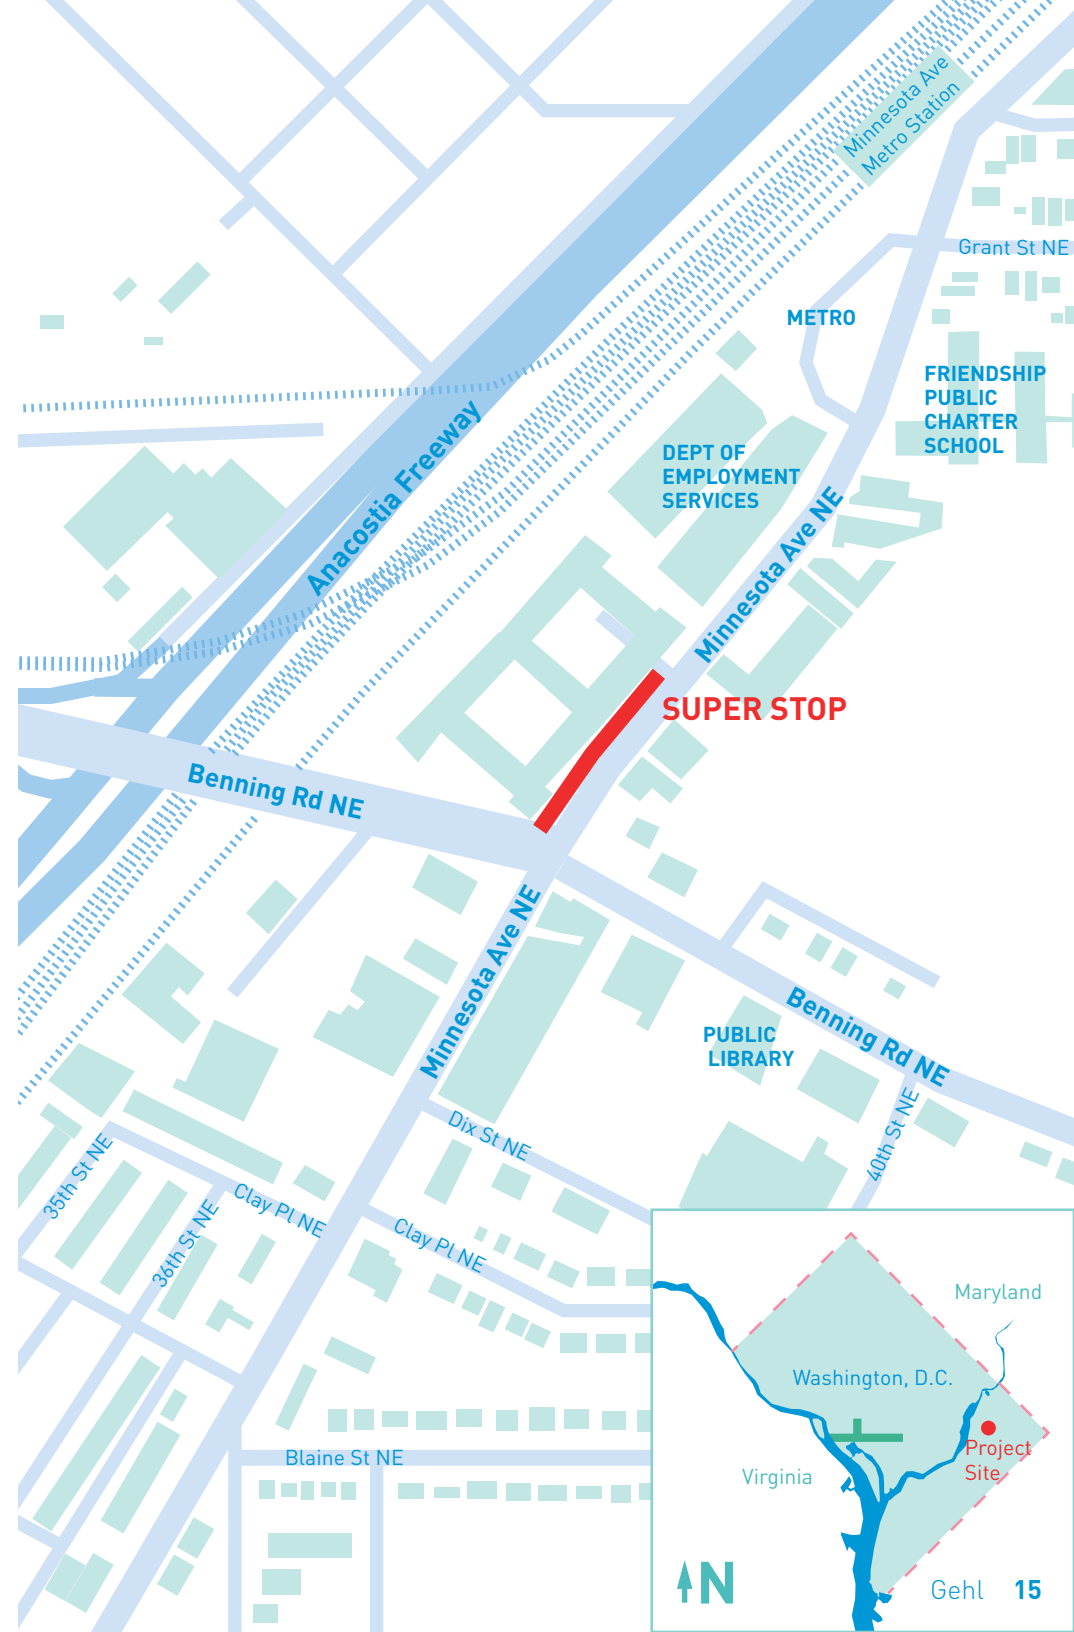 Minnesota Ave
Metro Station
Grant St NE
METRO
FRIENDSHIP
PUBLIC
CHARTER
SCHOOL
Anacostia Freeway
DEPT OF
EMPLOYMENT
SERVICES
Minnesota Ave NE
SUPER STOP
Benning Rd NE
Minnesota Ave NE
Benning Rd NE
PUBLIC
LIBRARY
40th St NE
Dix St NE
35th St NE
36th St NE
Clay Pl NE
Clay Pl NE
Blaine St NE
Maryland
Washington, D.C.
Project
Site
Virginia
N
Gehl 15